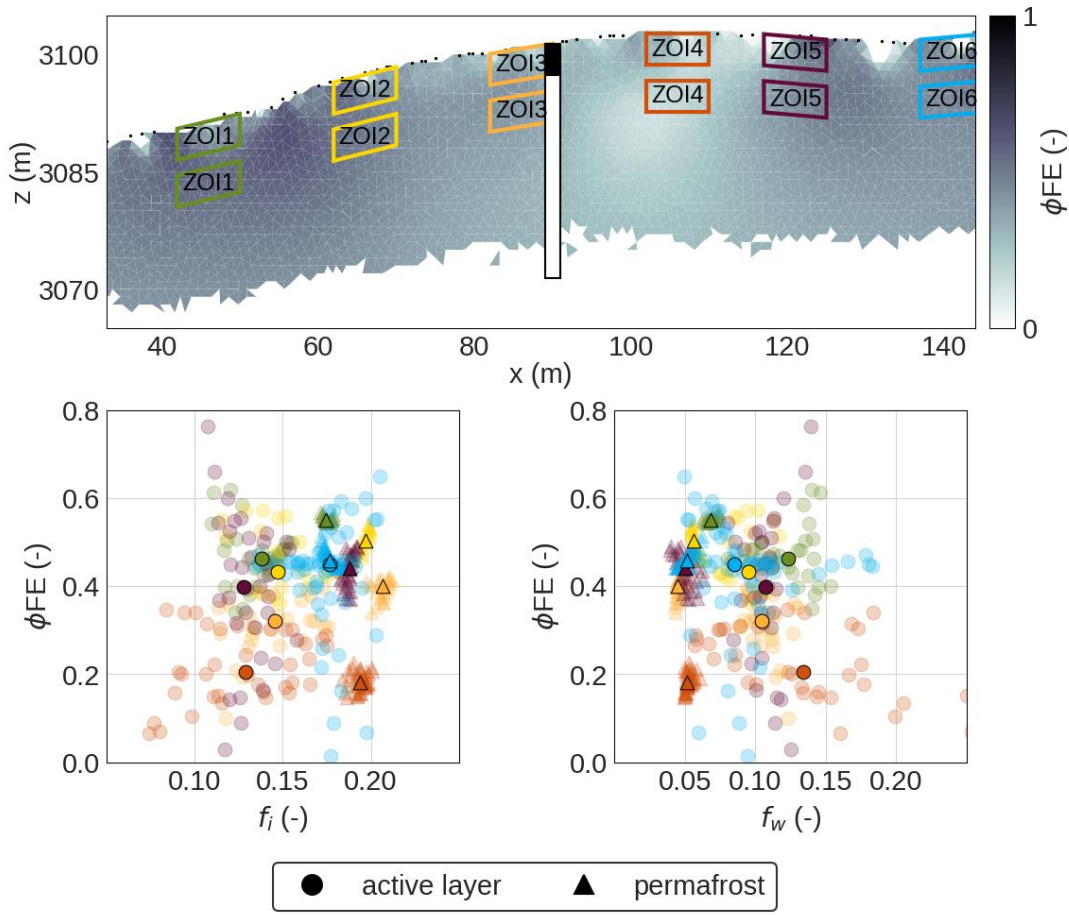 3100
3085
3070
z (m)
ZOI1
ZOI1
ZOI2
ZOI2
ZOI3
ZOI3
ZOI4
ZOI4
ZOI5
ZOI5
ZOI6
ZOI6
40 60 80 100 120 140
x (m)
1
0
ϕFE (-)
0.8
0.6
0.4
0.2
0.0
ϕFE (-)
0.10 0.15 0.20
f_i (-)
0.8
0.6
0.4
0.2
0.0
ϕFE (-)
0.05 0.10 0.15 0.20
f_w (-)
active layer permafrost